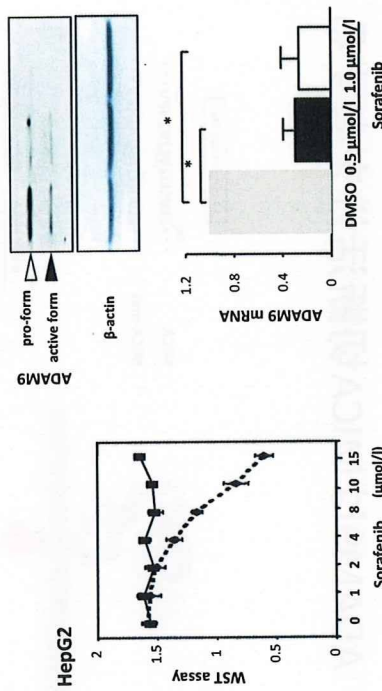 HepG2
WST assay
2
1.5
1
0.5
0
0 1 2 4 8 10 15
Sorafenib (μmol/l)
ADAM9
pro-form
active form
β-actin
ADAM9 mRNA
1.2
0.8
0.4
0
*
*
DMSO 0.5 μmol/l 1.0 μmol/l
Sorafenib